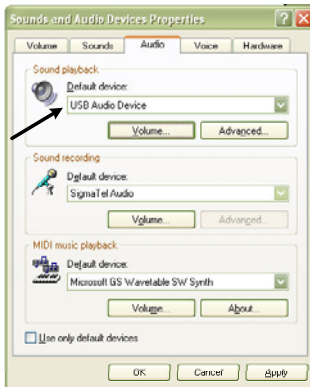 Sounds and Audio Devices Properties
Volume Sounds Audio Voice Hardware
Sound playback
Default device:
USB Audio Device
Volume... Advanced...
Sound recording
Default device:
SigmaTel Audio
Volume... Advanced...
MIDI music playback
Default device:
Microsoft GS Wavetable SW Synth
Volume... About...
Use only default devices
OK Cancel Apply